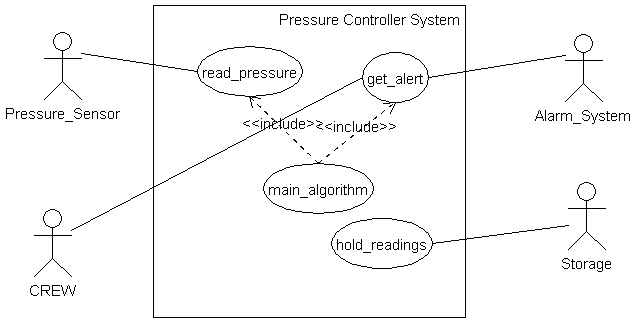 Pressure Controller System
read_pressure
get_alert
Pressure_Sensor
Alarm_System
<<include>>
<<include>>
main_algorithm
hold_readings
CREW
Storage